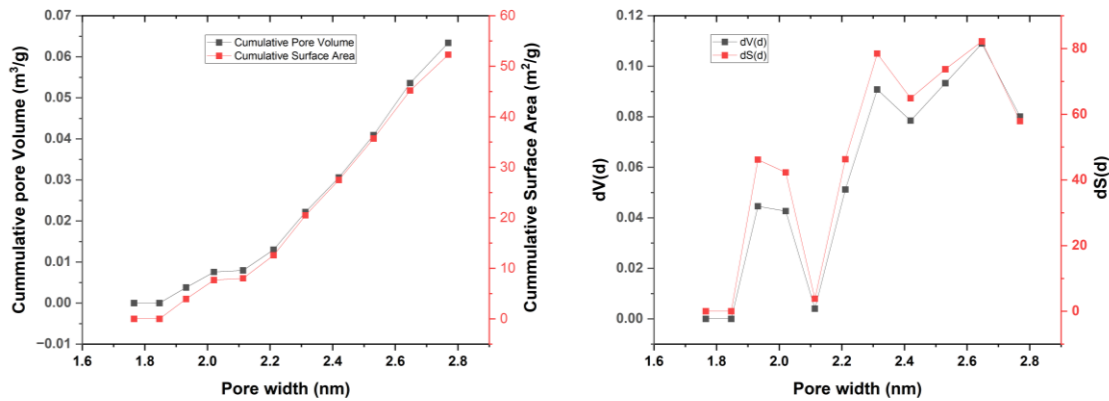 0.07
0.06
0.05
0.04
0.03
0.02
0.01
0.00
−0.01
Cummulative pore Volume (m³/g)
Cumulative Pore Volume
Cumulative Surface Area
60
50
40
30
20
10
0
Cummulative Surface Area (m²/g)
1.6 1.8 2.0 2.2 2.4 2.6 2.8
Pore width (nm)
0.12
0.10
0.08
0.06
0.04
0.02
0.00
dV(d)
dV(d)
dS(d)
80
60
40
20
0
dS(d)
1.6 1.8 2.0 2.2 2.4 2.6 2.8
Pore width (nm)